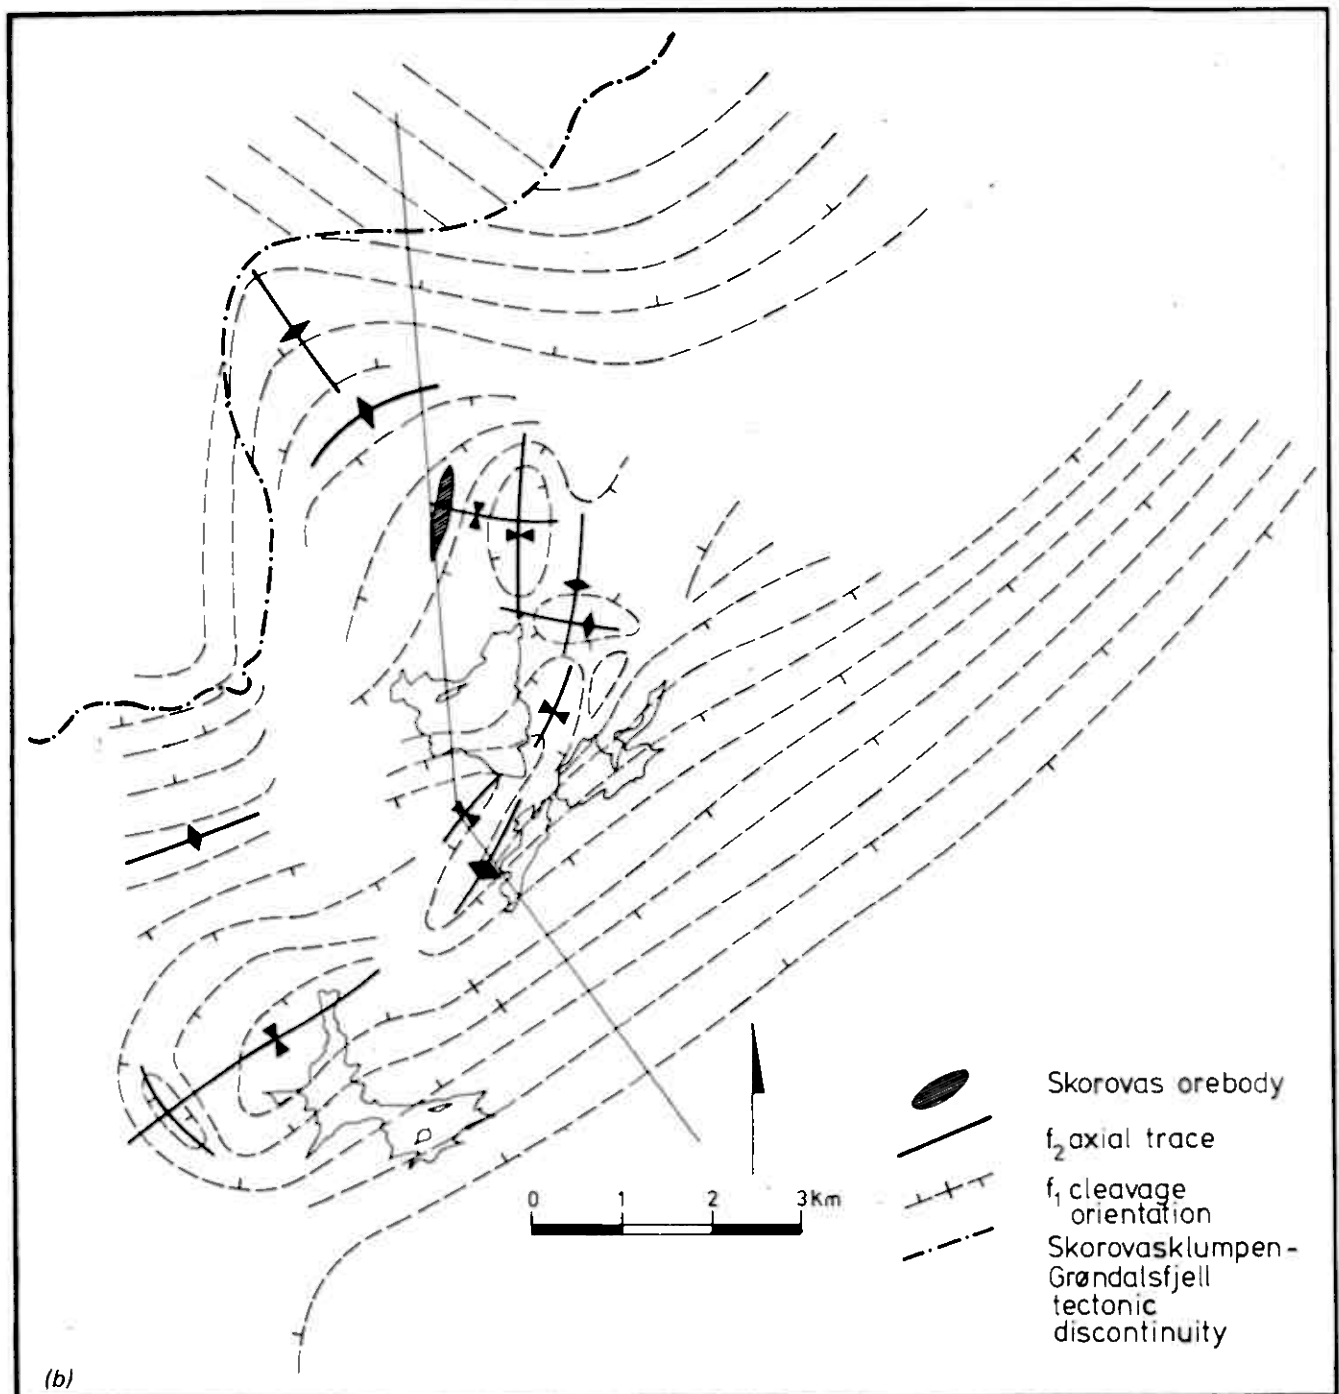 Skorovas orebody
f₂ axial trace
f₁ cleavage
orientation
Skorovasklumpen-
Grøndalsfjell
tectonic
discontinuity
0 1 2 3 Km
(b)